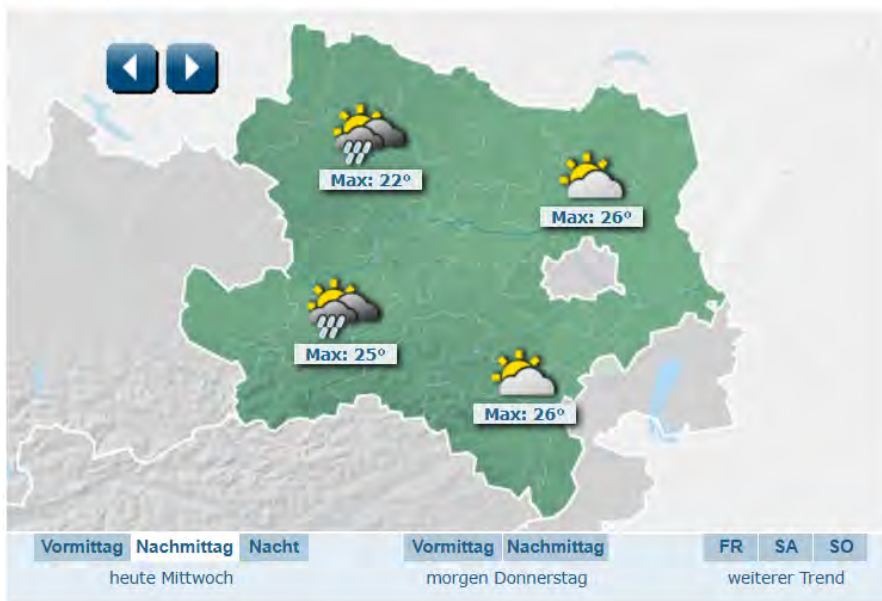 Max: 22°
Max: 26°
Max: 25°
Max: 26°
Vormittag Nachmittag Nacht Vormittag Nachmittag FR SA SO
heute Mittwoch morgen Donnerstag weiterer Trend